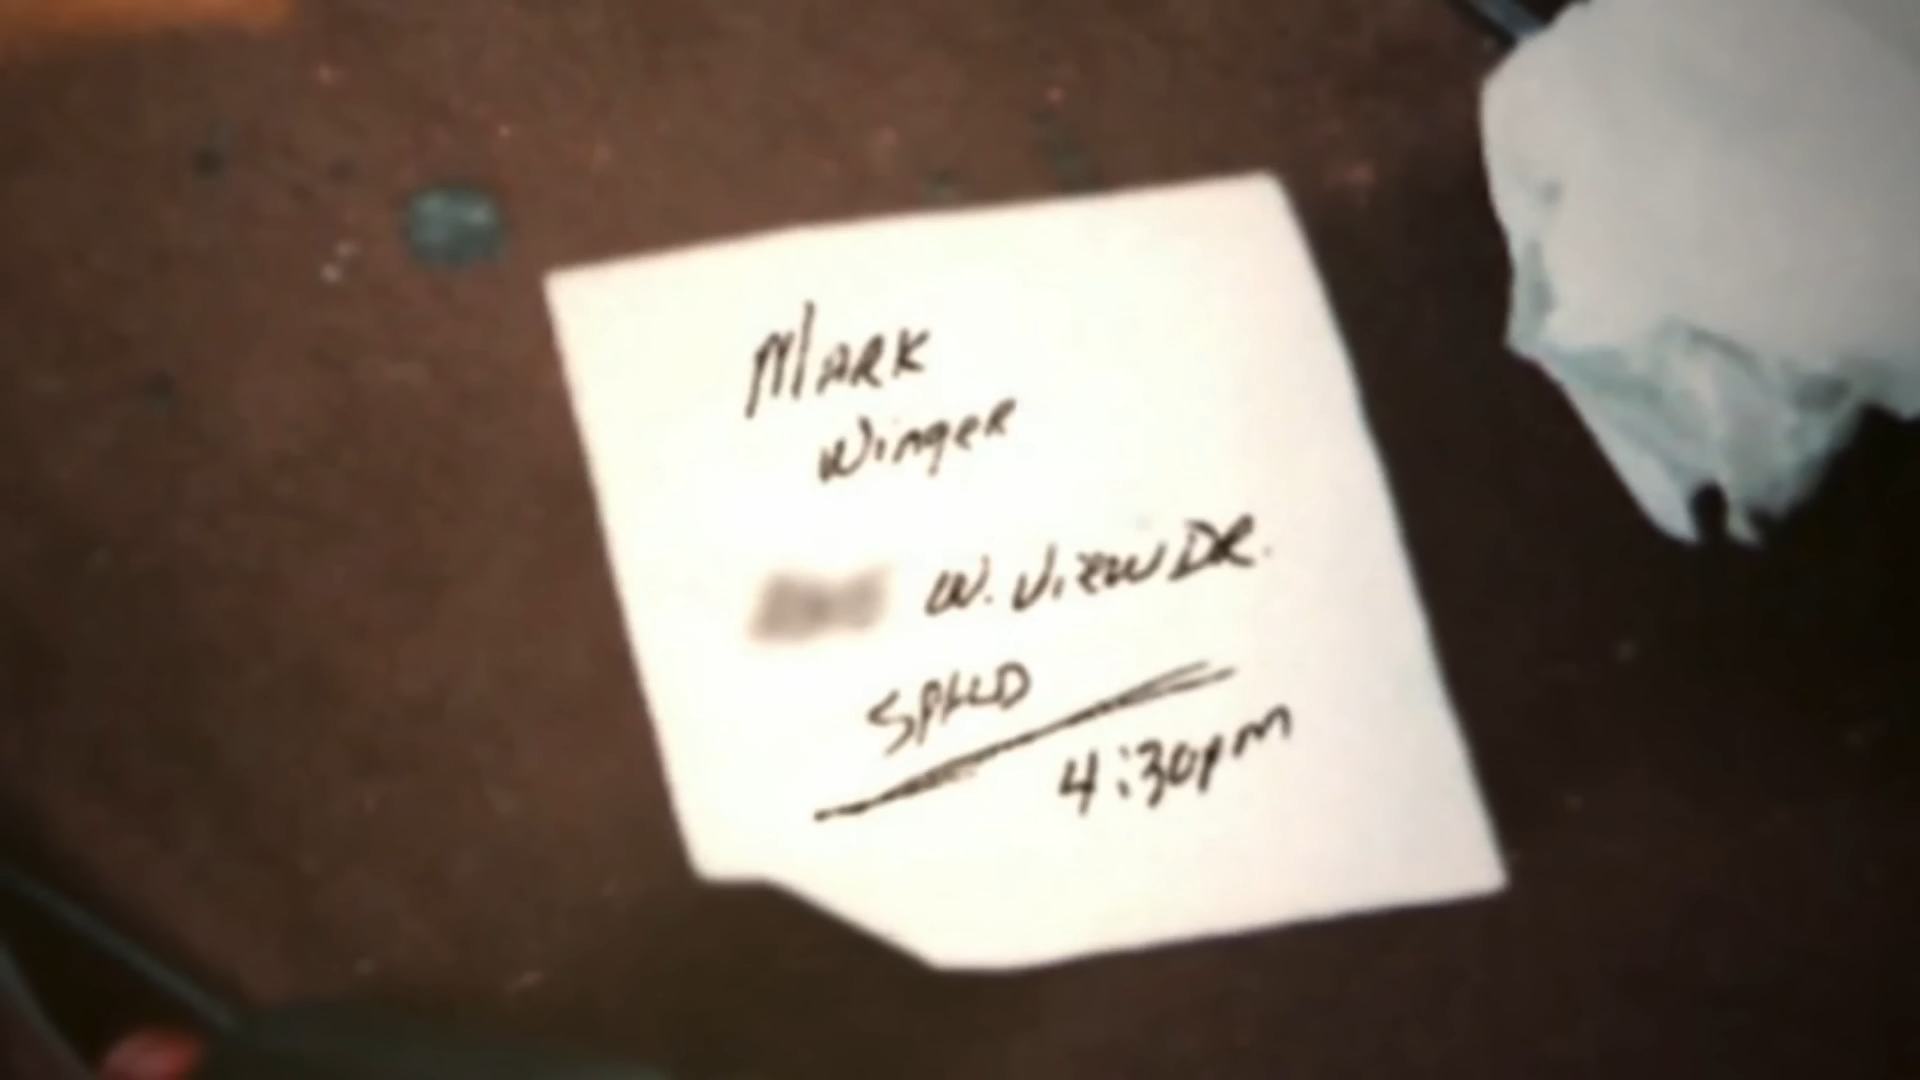 MARK
Winger
W. View DR.
SPFLD
4:30pm